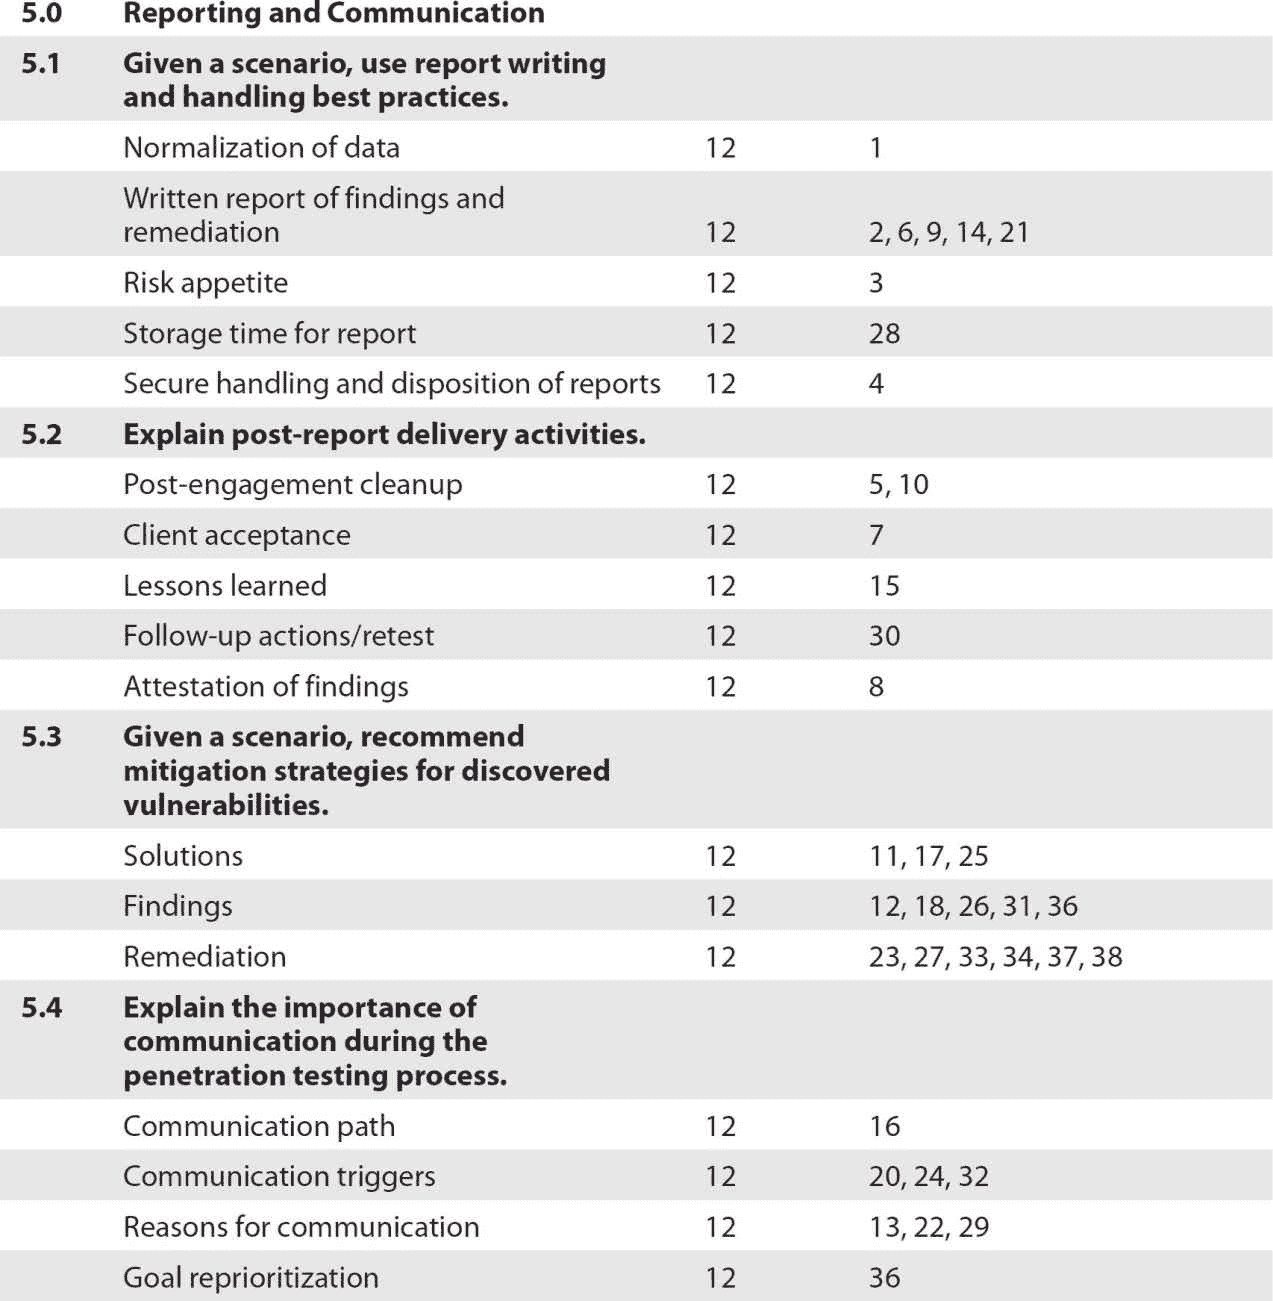 5.0 Reporting and Communication
5.1 Given a scenario, use report writing
and handling best practices.
Normalization of data 12 1
Written report of findings and
remediation 12 2, 6, 9, 14, 21
Risk appetite 12 3
Storage time for report 12 28
Secure handling and disposition of reports 12 4
5.2 Explain post-report delivery activities.
Post-engagement cleanup 12 5, 10
Client acceptance 12 7
Lessons learned 12 15
Follow-up actions/retest 12 30
Attestation of findings 12 8
5.3 Given a scenario, recommend
mitigation strategies for discovered
vulnerabilities.
Solutions 12 11, 17, 25
Findings 12 12, 18, 26, 31, 36
Remediation 12 23, 27, 33, 34, 37, 38
5.4 Explain the importance of
communication during the
penetration testing process.
Communication path 12 16
Communication triggers 12 20, 24, 32
Reasons for communication 12 13, 22, 29
Goal reprioritization 12 36